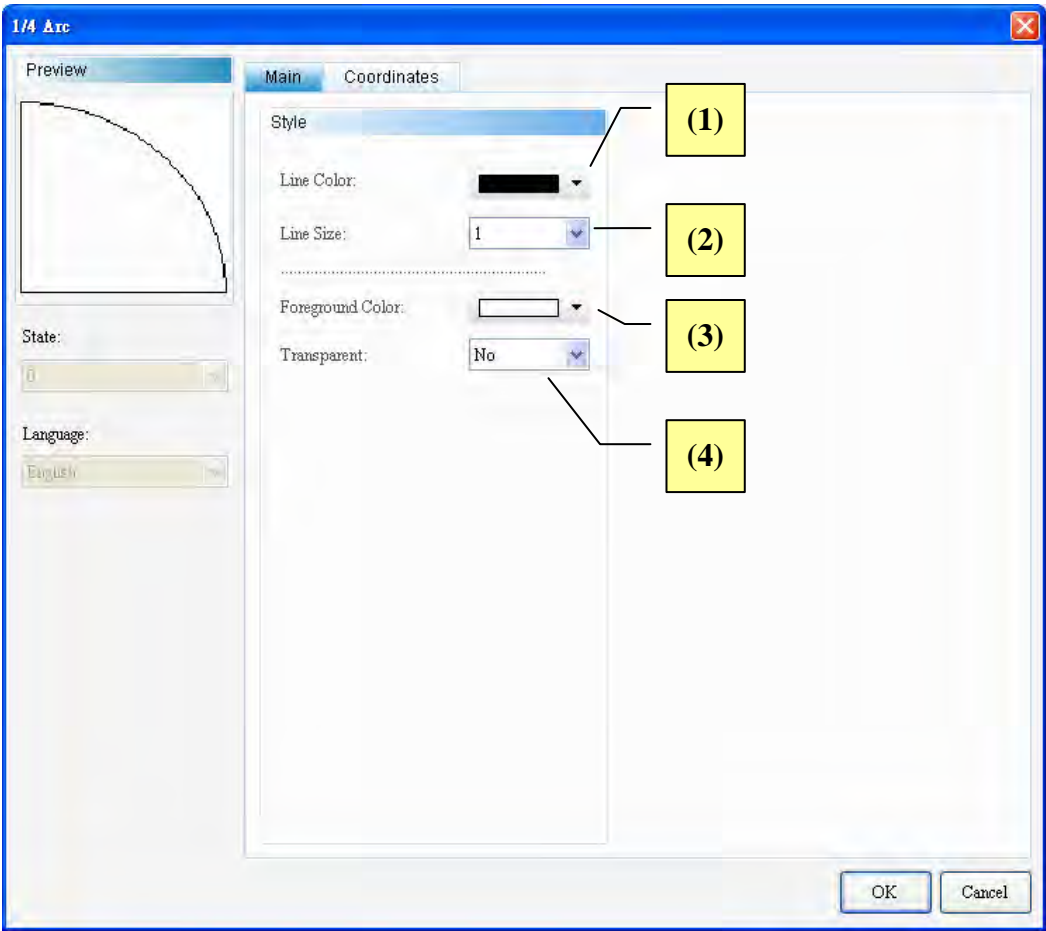 1/4 Arc
Preview
Main
Coordinates
Style
Line Color:
Line Size:
1
Foreground Color:
Transparent:
No
State:
0
Language:
English
(1)
(2)
(3)
(4)
OK
Cancel